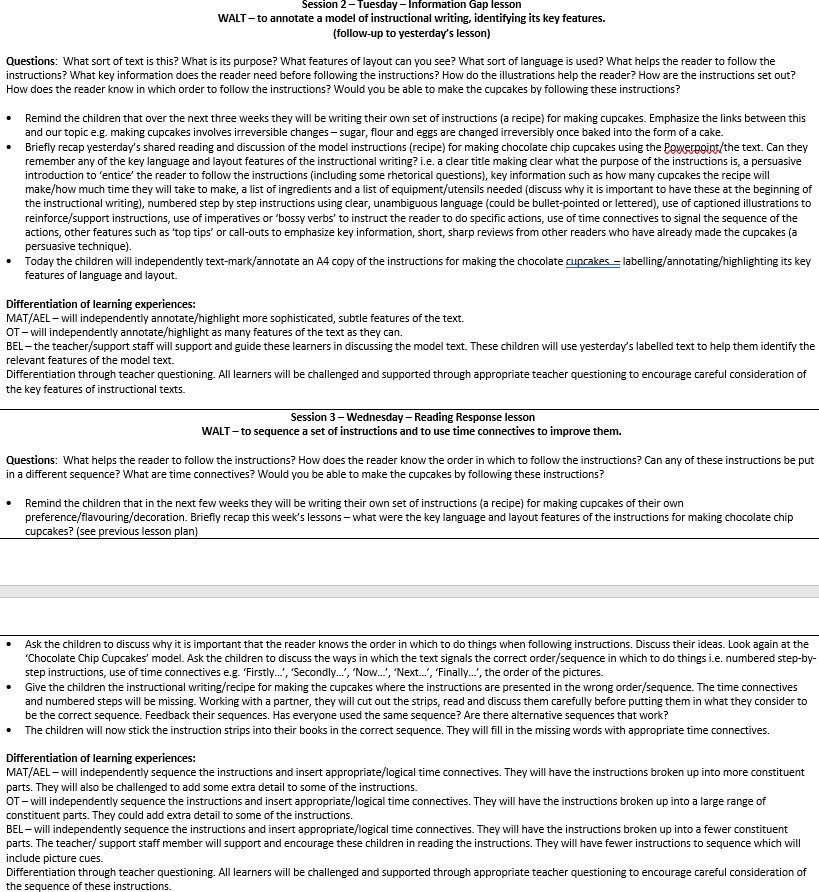 Session 2 – Tuesday – Information Gap lesson
WALT – to annotate a model of instructional writing, identifying its key features.
(follow-up to yesterday's lesson)
Questions: What sort of text is this? What is its purpose? What features of layout can you see? What sort of language is used? What helps the reader to follow the
instructions? What key information does the reader need before following the instructions? How do the illustrations help the reader? How are the instructions set out?
How does the reader know in which order to follow the instructions? Would you be able to make the cupcakes by following these instructions?
• Remind the children that over the next three weeks they will be writing their own set of instructions (a recipe) for making cupcakes. Emphasize the links between this
and our topic e.g. making cupcakes involves irreversible changes – sugar, flour and eggs are changed irreversibly once baked into the form of a cake.
• Briefly recap yesterday's shared reading and discussion of the model instructions (recipe) for making chocolate chip cupcakes using the Powerpoint/the text. Can they
remember any of the key language and layout features of the instructional writing? i.e. a clear title making clear what the purpose of the instructions is, a persuasive
introduction to 'entice' the reader to follow the instructions (including some rhetorical questions), key information such as how many cupcakes the recipe will
make/how much time they will take to make, a list of ingredients and a list of equipment/utensils needed (discuss why it is important to have these at the beginning of
the instructional writing), numbered step by step instructions using clear, unambiguous language (could be bullet-pointed or lettered), use of captioned illustrations to
reinforce/support instructions, use of imperatives or 'bossy verbs' to instruct the reader to do specific actions, use of time connectives to signal the sequence of the
actions, other features such as 'top tips' or call-outs to emphasize key information, short, sharp reviews from other readers who have already made the cupcakes (a
persuasive technique).
• Today the children will independently text-mark/annotate an A4 copy of the instructions for making the chocolate cupcakes – labelling/annotating/highlighting its key
features of language and layout.
Differentiation of learning experiences:
MAT/AEL – will independently annotate/highlight more sophisticated, subtle features of the text.
OT – will independently annotate/highlight as many features of the text as they can.
BEL – the teacher/support staff will support and guide these learners in discussing the model text. These children will use yesterday's labelled text to help them identify the
relevant features of the model text.
Differentiation through teacher questioning. All learners will be challenged and supported through appropriate teacher questioning to encourage careful consideration of
the key features of instructional texts.
Session 3 – Wednesday – Reading Response lesson
WALT – to sequence a set of instructions and to use time connectives to improve them.
Questions: What helps the reader to follow the instructions? How does the reader know the order in which to follow the instructions? Can any of these instructions be put
in a different sequence? What are time connectives? Would you be able to make the cupcakes by following these instructions?
• Remind the children that in the next few weeks they will be writing their own set of instructions (a recipe) for making cupcakes of their own
preference/flavouring/decoration. Briefly recap this week's lessons – what were the key language and layout features of the instructions for making chocolate chip
cupcakes? (see previous lesson plan)
• Ask the children to discuss why it is important that the reader knows the order in which to do things when following instructions. Discuss their ideas. Look again at the
'Chocolate Chip Cupcakes' model. Ask the children to discuss the ways in which the text signals the correct order/sequence in which to do things i.e. numbered step-by-
step instructions, use of time connectives e.g. 'Firstly…', 'Secondly…', 'Now…', 'Next…', 'Finally…', the order of the pictures.
• Give the children the instructional writing/recipe for making the cupcakes where the instructions are presented in the wrong order/sequence. The time connectives
and numbered steps will be missing. Working with a partner, they will cut out the strips, read and discuss them carefully before putting them in what they consider to
be the correct sequence. Feedback their sequences. Has everyone used the same sequence? Are there alternative sequences that work?
• The children will now stick the instruction strips into their books in the correct sequence. They will fill in the missing words with appropriate time connectives.
Differentiation of learning experiences:
MAT/AEL – will independently sequence the instructions and insert appropriate/logical time connectives. They will have the instructions broken up into more constituent
parts. They will also be challenged to add some extra detail to some of the instructions.
OT – will independently sequence the instructions and insert appropriate/logical time connectives. They will have the instructions broken up into a large range of
constituent parts. They could add extra detail to some of the instructions.
BEL – will independently sequence the instructions and insert appropriate/logical time connectives. They will have the instructions broken up into a fewer constituent
parts. The teacher/ support staff member will support and encourage these children in reading the instructions. They will have fewer instructions to sequence which will
include picture cues.
Differentiation through teacher questioning. All learners will be challenged and supported through appropriate teacher questioning to encourage careful consideration of
the sequence of these instructions.